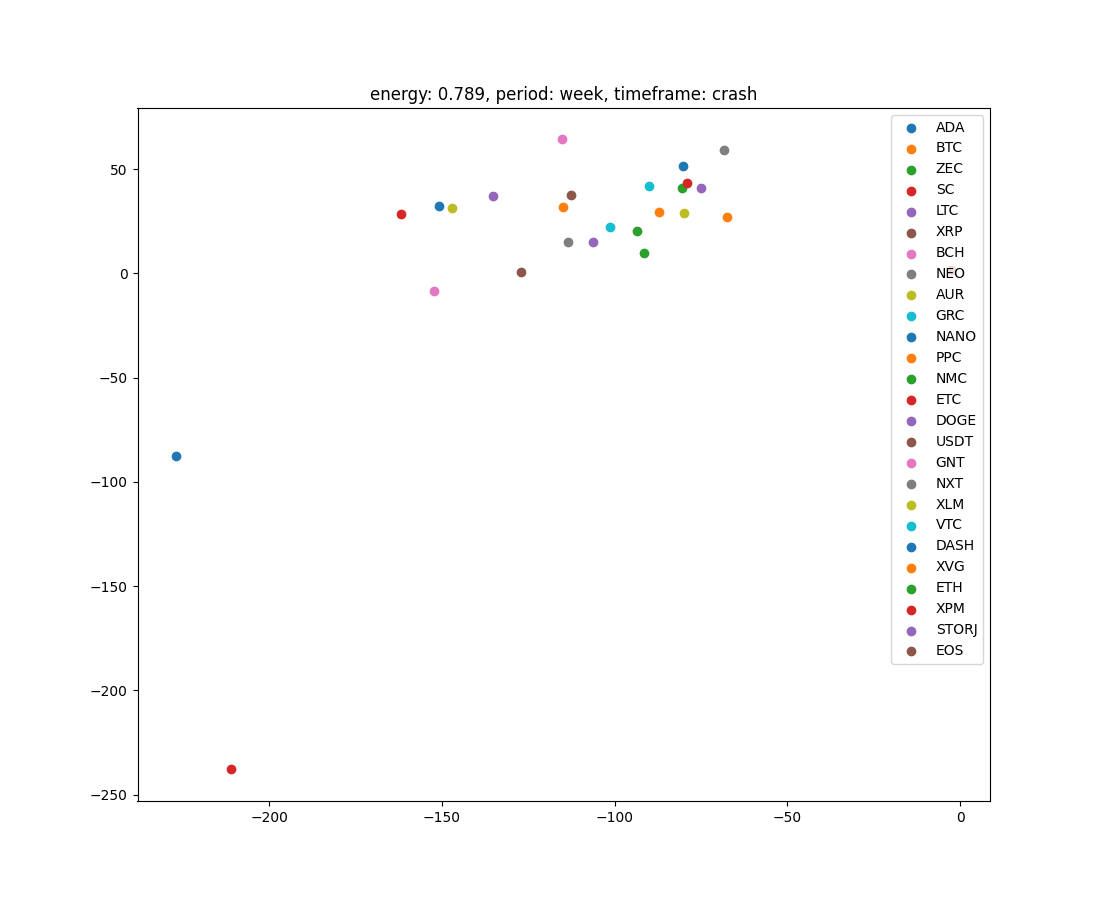 energy: 0.789, period: week, timeframe: crash
ADA
BTC
ZEC
SC
LTC
XRP
BCH
NEO
AUR
GRC
NANO
PPC
NMC
ETC
DOGE
USDT
GNT
NXT
XLM
VTC
DASH
XVG
ETH
XPM
STORJ
EOS
50
0
−50
−100
−150
−200
−250
−200
−150
−100
−50
0